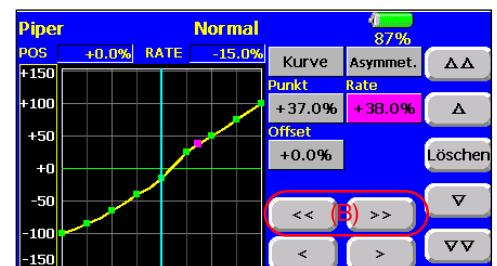 Piper Normal 87%
POS +0.0% RATE -15.0%
Kurve Asymmet.
Punkt Rate
+37.0% +38.0%
Offset
+0.0% Löschen
+150
+100
+50
+0
-50
-100
-150
<< (B) >>
< >